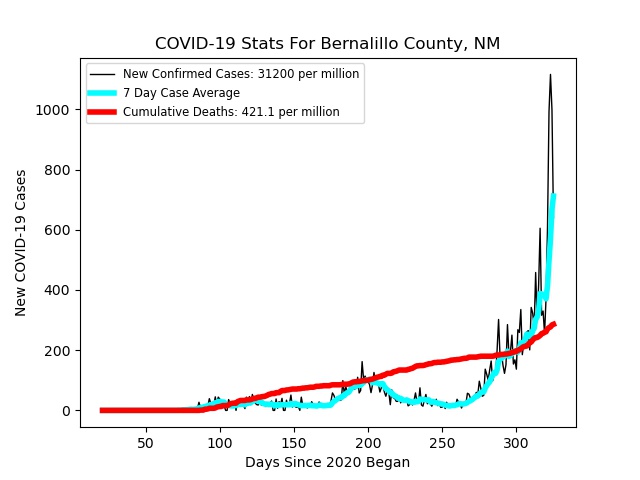 COVID-19 Stats For Bernalillo County, NM
New Confirmed Cases: 31200 per million
7 Day Case Average
Cumulative Deaths: 421.1 per million
New COVID-19 Cases
1000
800
600
400
200
0
50 100 150 200 250 300
Days Since 2020 Began